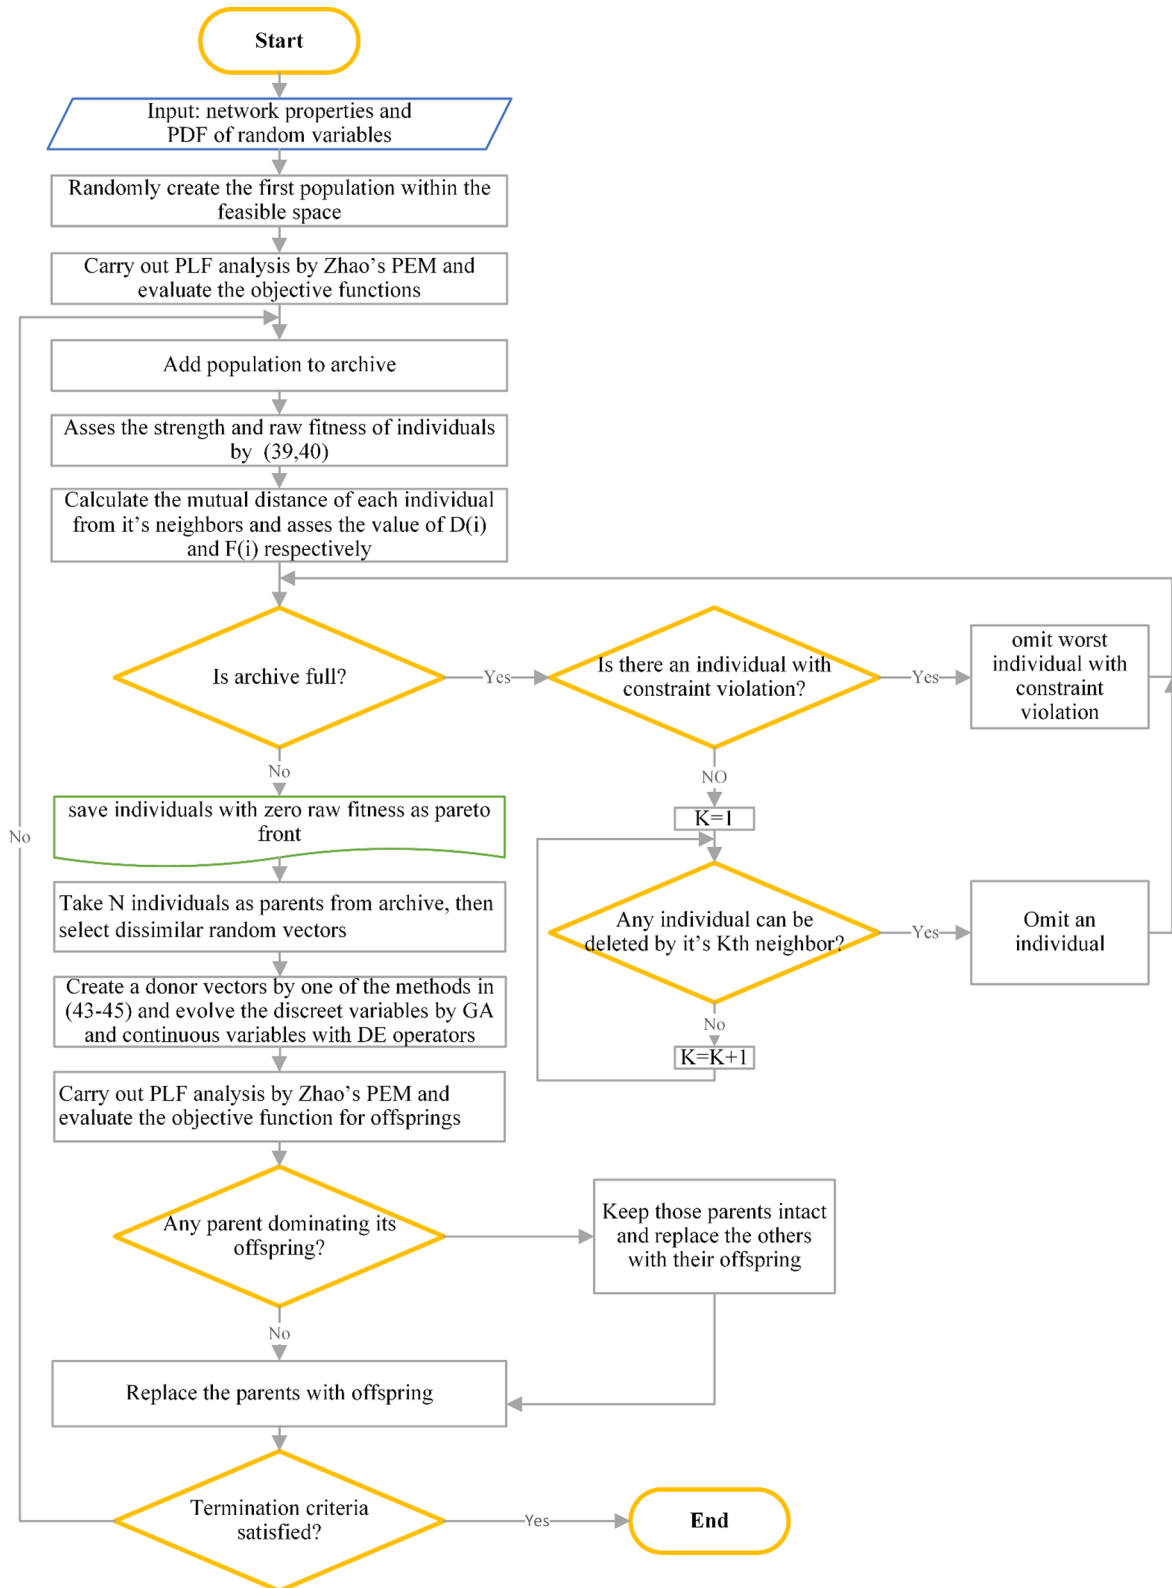 Start
Input: network properties and
PDF of random variables
Randomly create the first population within the
feasible space
Carry out PLF analysis by Zhao's PEM and
evaluate the objective functions
Add population to archive
Asses the strength and raw fitness of individuals
by (39,40)
Calculate the mutual distance of each individual
from it's neighbors and asses the value of D(i)
and F(i) respectively
Is archive full?
Yes
Is there an individual with
constraint violation?
Yes
omit worst
individual with
constraint
violation
No
NO
save individuals with zero raw fitness as pareto
front
K=1
No
Take N individuals as parents from archive, then
select dissimilar random vectors
Any individual can be
deleted by it's Kth neighbor?
Yes
Omit an
individual
Create a donor vectors by one of the methods in
(43-45) and evolve the discreet variables by GA
and continuous variables with DE operators
No
K=K+1
Carry out PLF analysis by Zhao's PEM and
evaluate the objective function for offsprings
Any parent dominating its
offspring?
Keep those parents intact
and replace the others
with their offspring
No
Replace the parents with offspring
Termination criteria
satisfied?
Yes
End